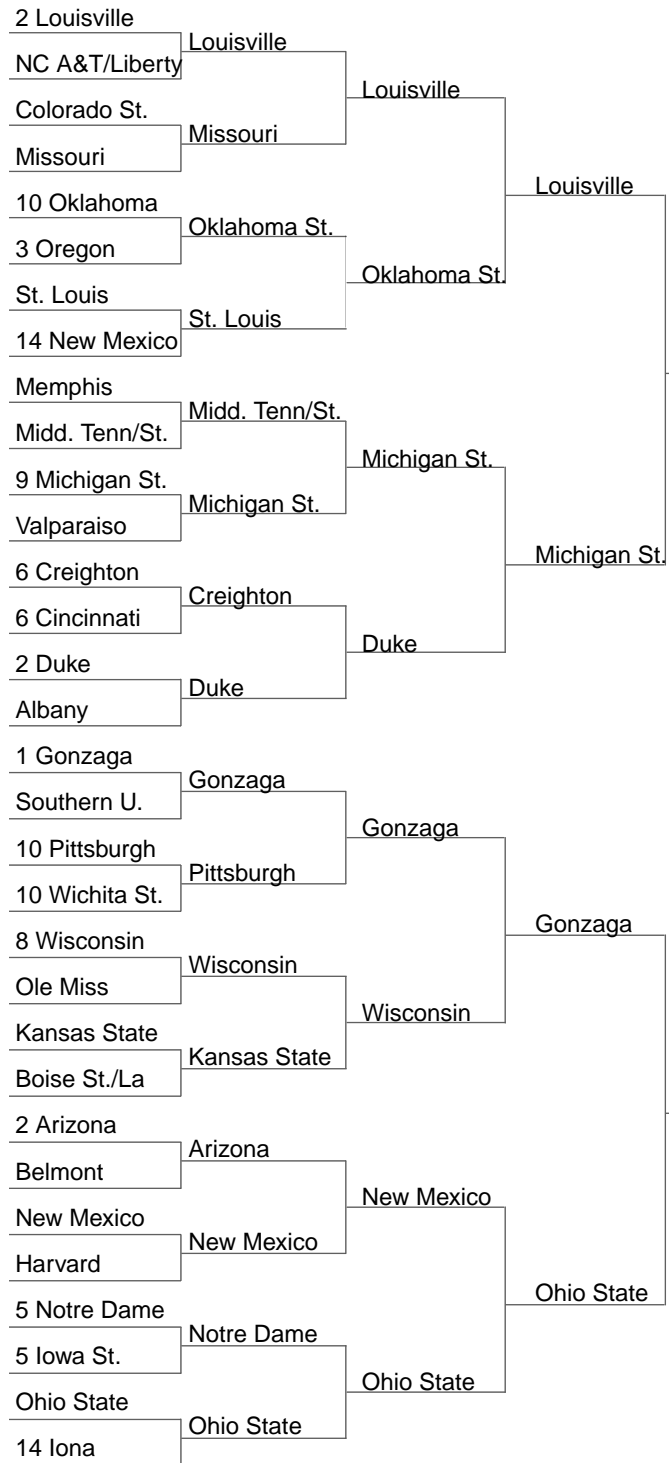 2 Louisville
Louisville
NC A&T/Liberty
Louisville
Colorado St.
Missouri
Missouri
Louisville
10 Oklahoma
Oklahoma St.
3 Oregon
Oklahoma St.
St. Louis
St. Louis
14 New Mexico
Memphis
Midd. Tenn/St.
Midd. Tenn/St.
Michigan St.
9 Michigan St.
Michigan St.
Valparaiso
Michigan St.
6 Creighton
Creighton
6 Cincinnati
Duke
2 Duke
Duke
Albany
1 Gonzaga
Gonzaga
Southern U.
Gonzaga
10 Pittsburgh
Pittsburgh
10 Wichita St.
Gonzaga
8 Wisconsin
Wisconsin
Ole Miss
Wisconsin
Kansas State
Kansas State
Boise St./La
2 Arizona
Arizona
Belmont
New Mexico
New Mexico
New Mexico
Harvard
Ohio State
5 Notre Dame
Notre Dame
5 Iowa St.
Ohio State
Ohio State
Ohio State
14 Iona